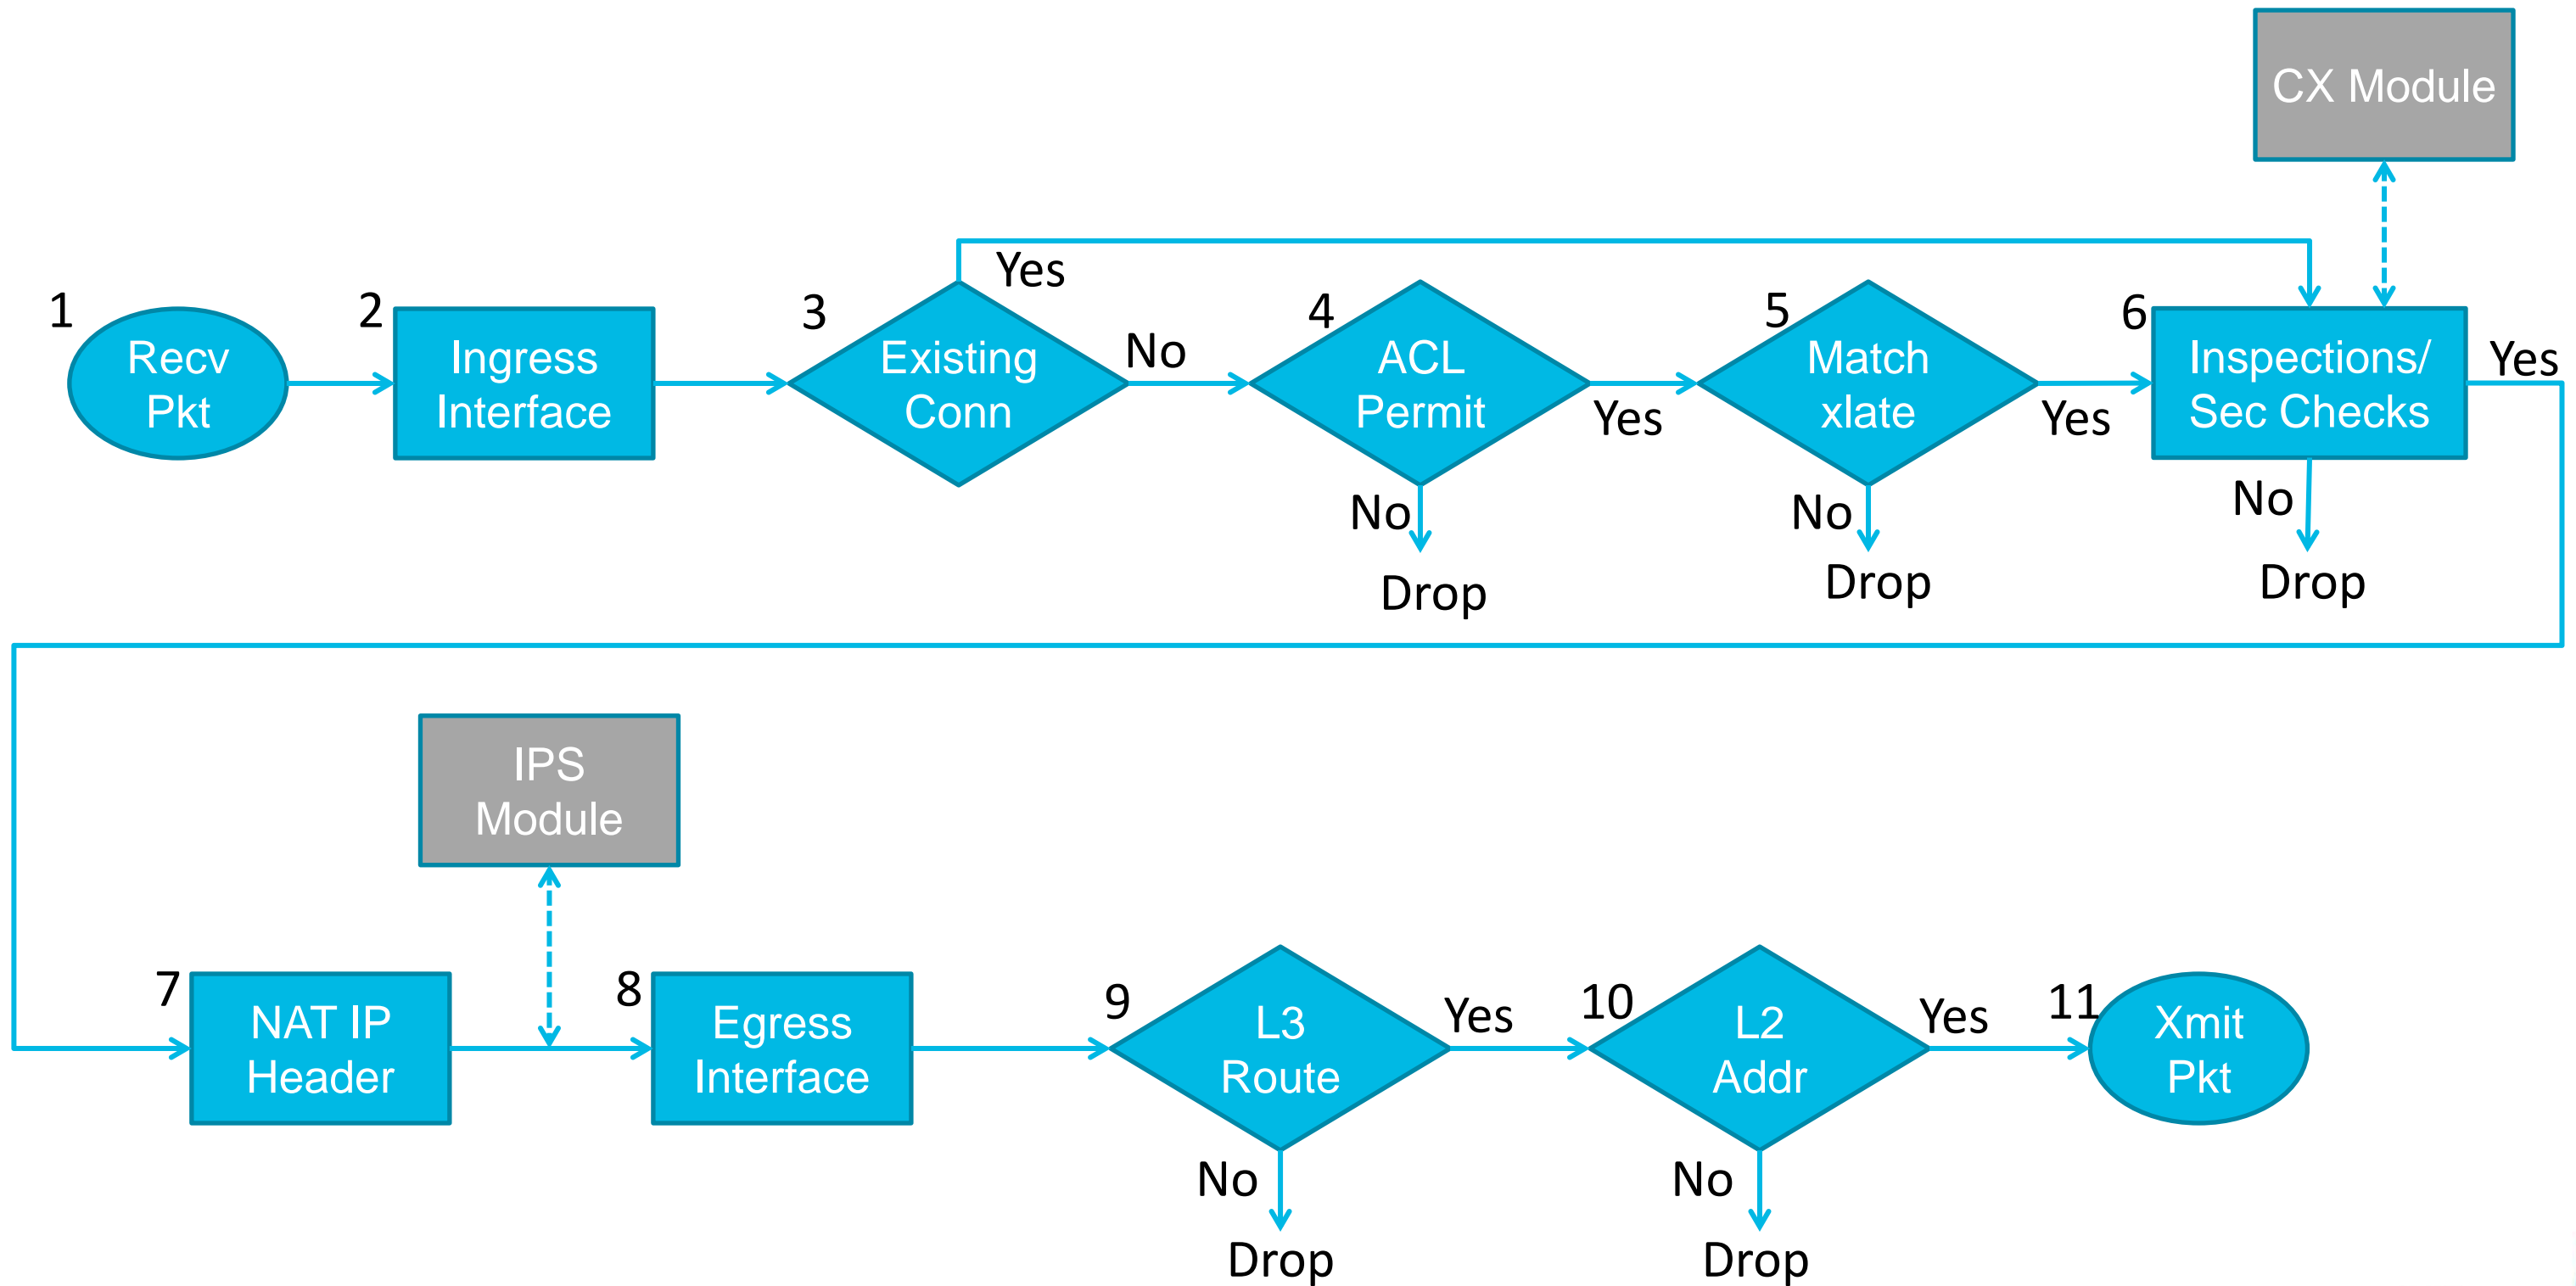 CX Module
Yes
1
Recv
Pkt
2
Ingress
Interface
3
Existing
Conn
No
4
ACL
Permit
Yes
No
Drop
5
Match
xlate
Yes
No
Drop
6
Inspections/
Sec Checks
Yes
No
Drop
IPS
Module
7
NAT IP
Header
8
Egress
Interface
9
L3
Route
Yes
No
Drop
10
L2
Addr
Yes
No
Drop
11
Xmit
Pkt